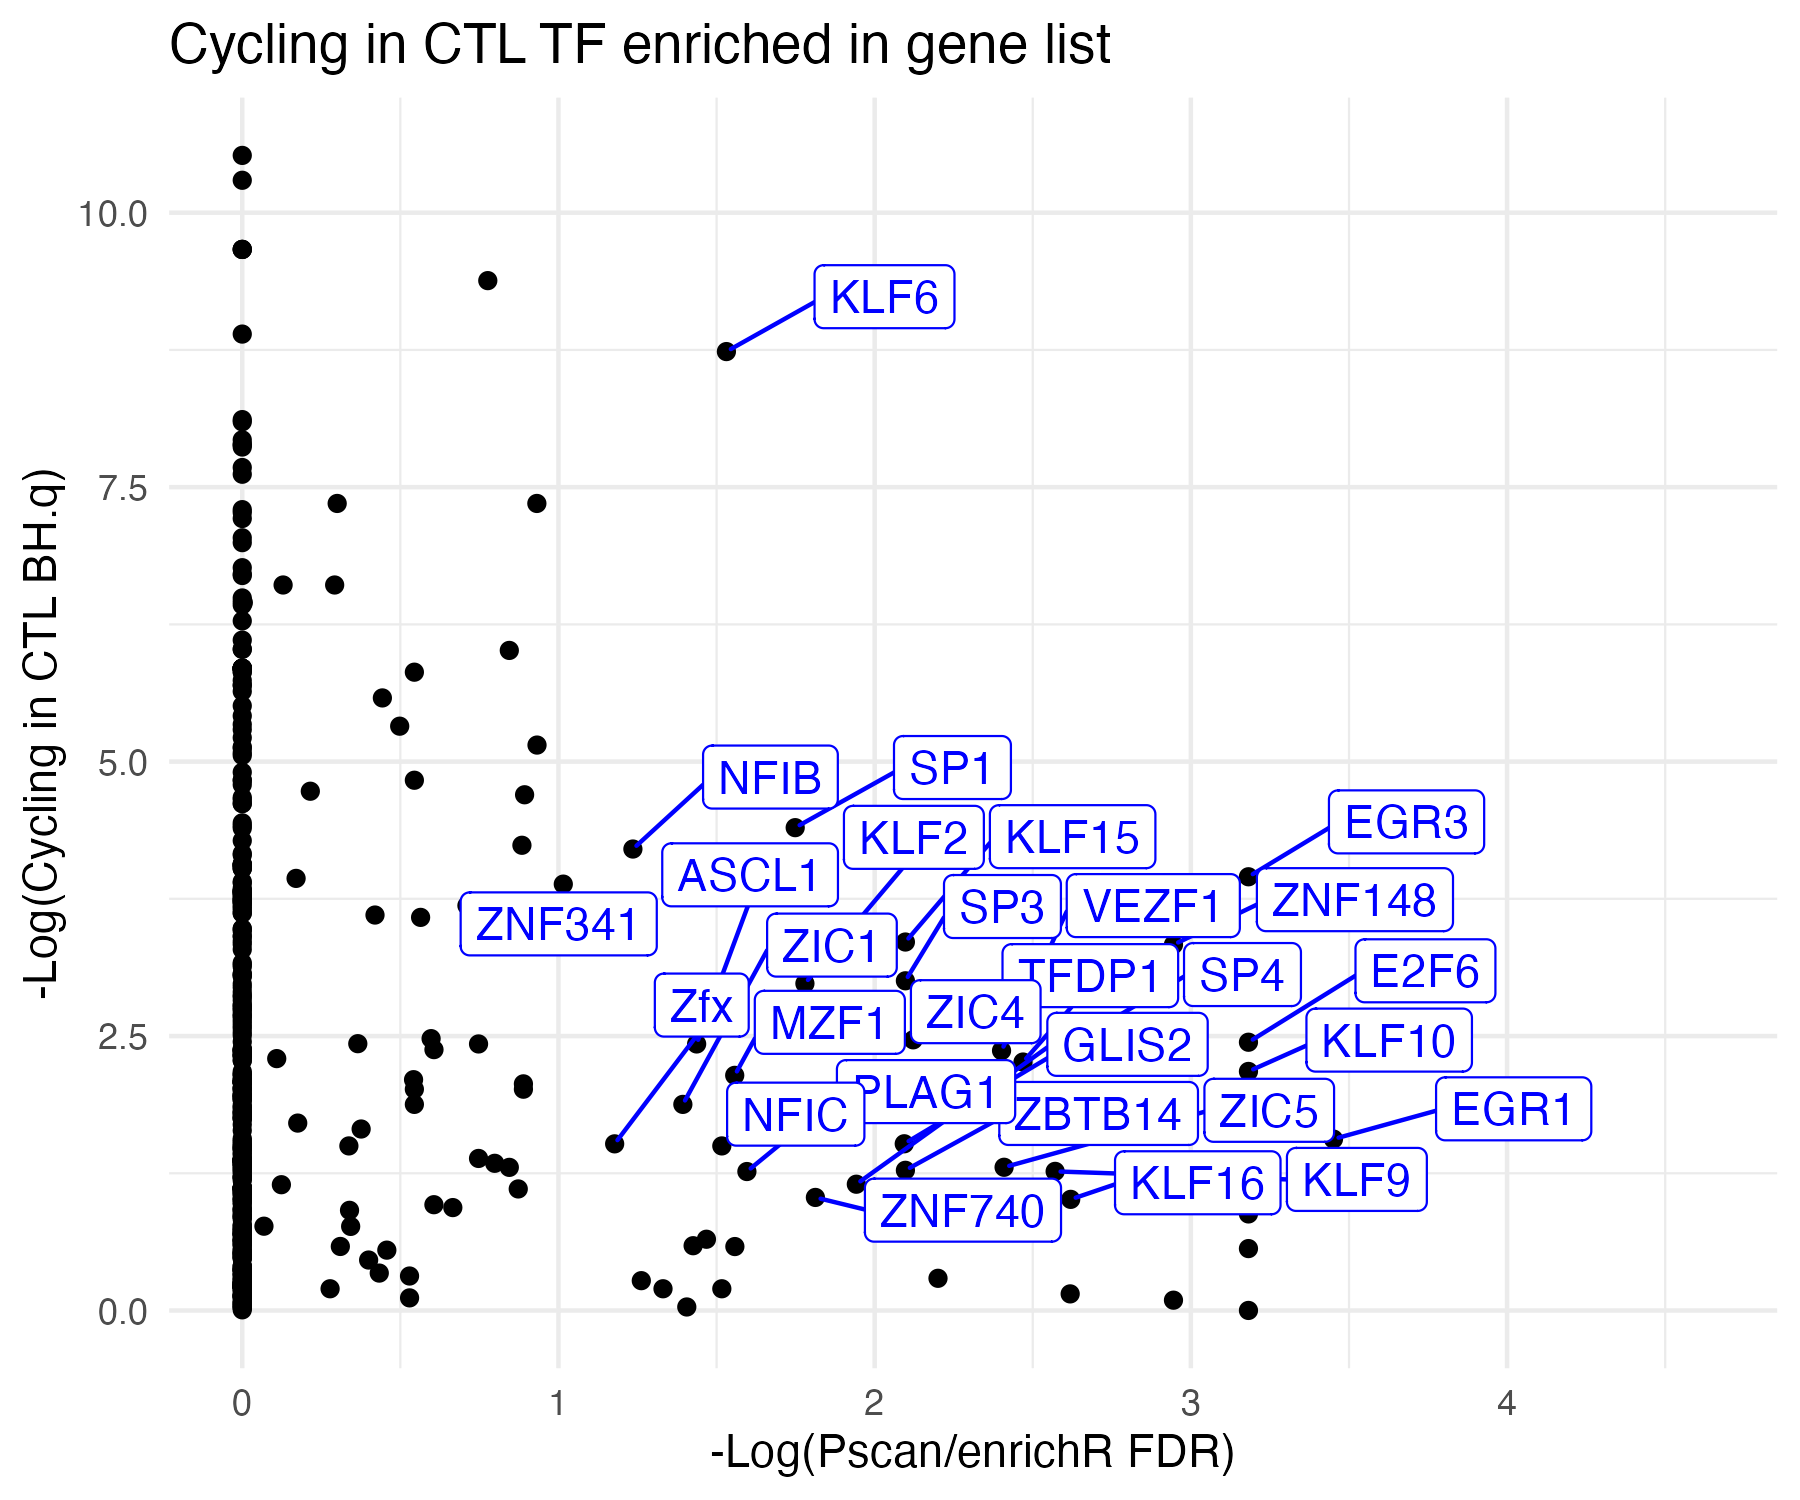 Cycling in CTL TF enriched in gene list
-Log(Cycling in CTL BH.q)
10.0
7.5
5.0
2.5
0.0
KLF6
NFIB
SP1
KLF2
KLF15
EGR3
ASCL1
ZNF341
ZIC1
SP3
VEZF1
ZNF148
Zfx
MZF1
ZIC4
TFDP1
SP4
E2F6
GLIS2
KLF10
NFIC
PLAG1
ZBTB14
ZIC5
EGR1
ZNF740
KLF16
KLF9
0
1
2
3
4
-Log(Pscan/enrichR FDR)